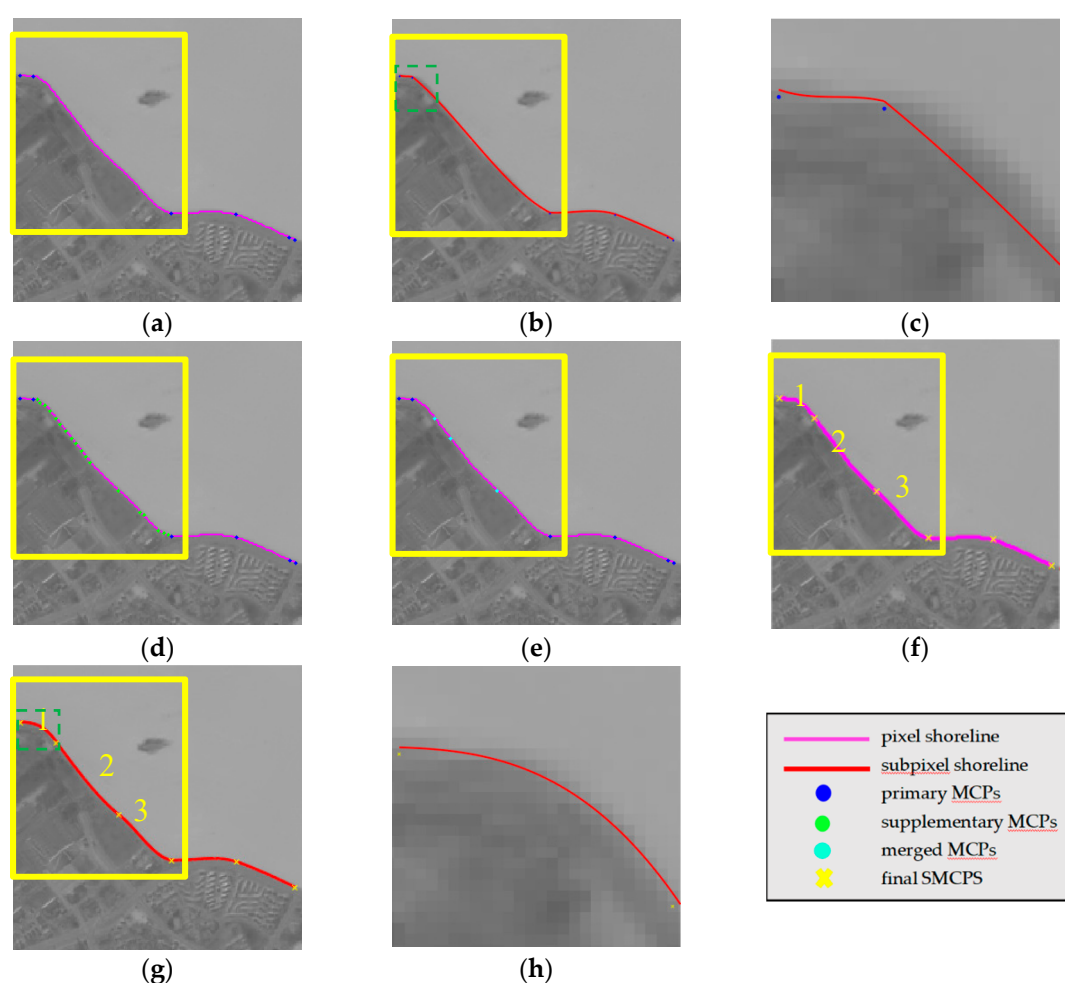 (a)
(b)
(c)
(d)
(e)
1
2
3
(f)
1
2
3
(g)
(h)
pixel shoreline
subpixel shoreline
primary MCPs
supplementary MCPs
merged MCPs
final SMCPS